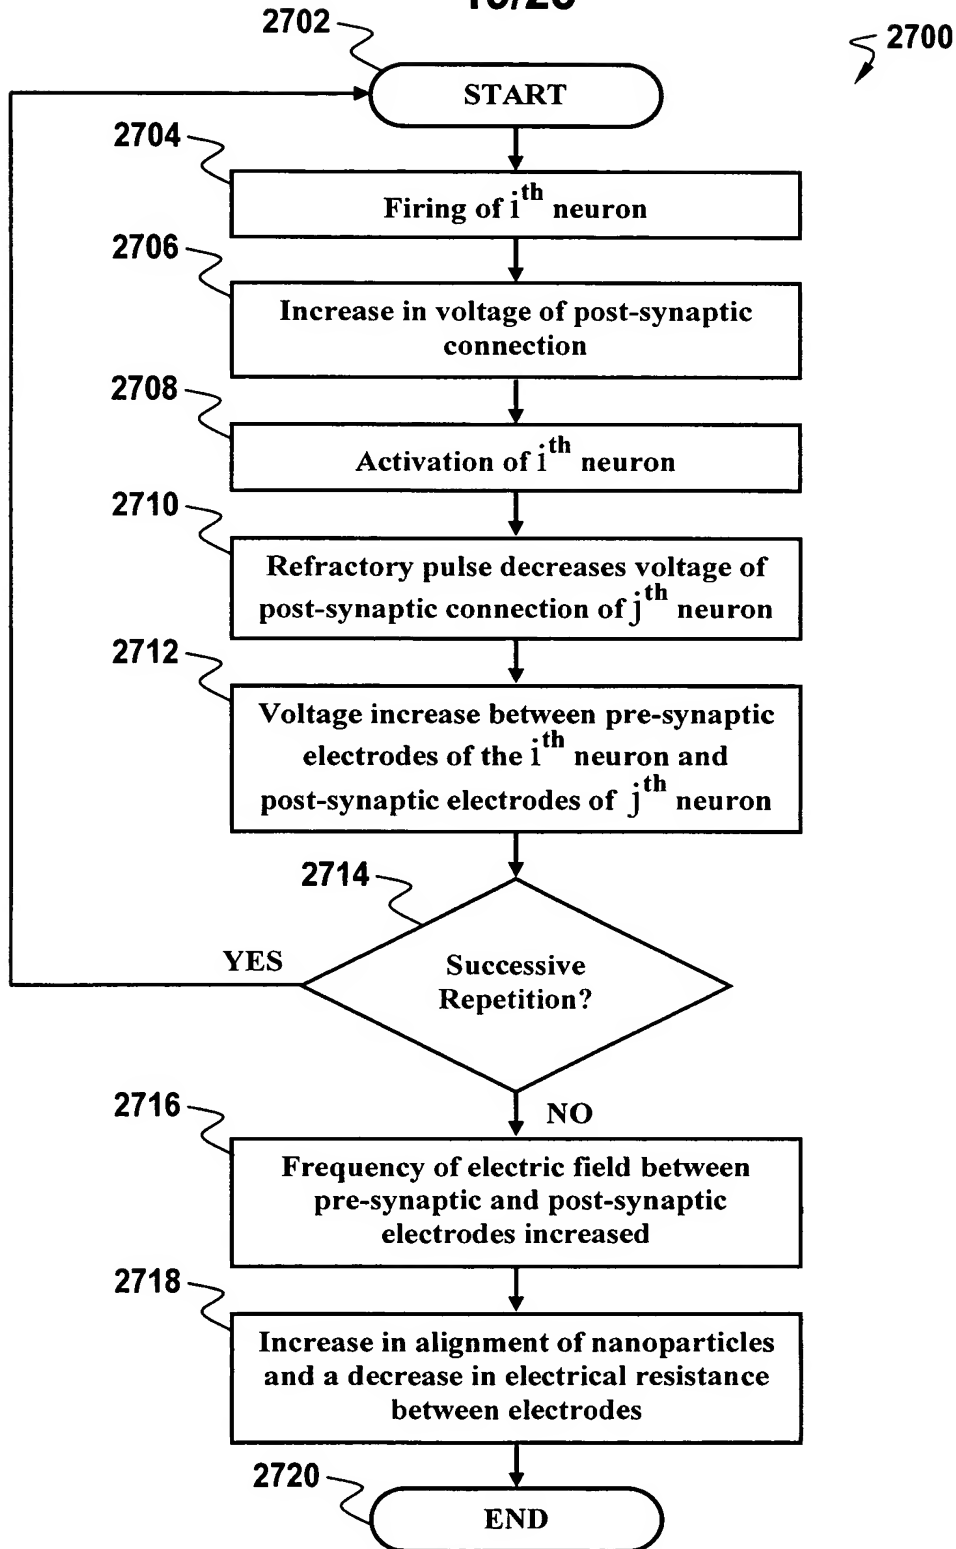 2702
2700
START
2704
Firing of i^th neuron
2706
Increase in voltage of post-synaptic
connection
2708
Activation of i^th neuron
2710
Refractory pulse decreases voltage of
post-synaptic connection of j^th neuron
2712
Voltage increase between pre-synaptic
electrodes of the i^th neuron and
post-synaptic electrodes of j^th neuron
2714
YES
Successive
Repetition?
2716
NO
Frequency of electric field between
pre-synaptic and post-synaptic
electrodes increased
2718
Increase in alignment of nanoparticles
and a decrease in electrical resistance
between electrodes
2720
END